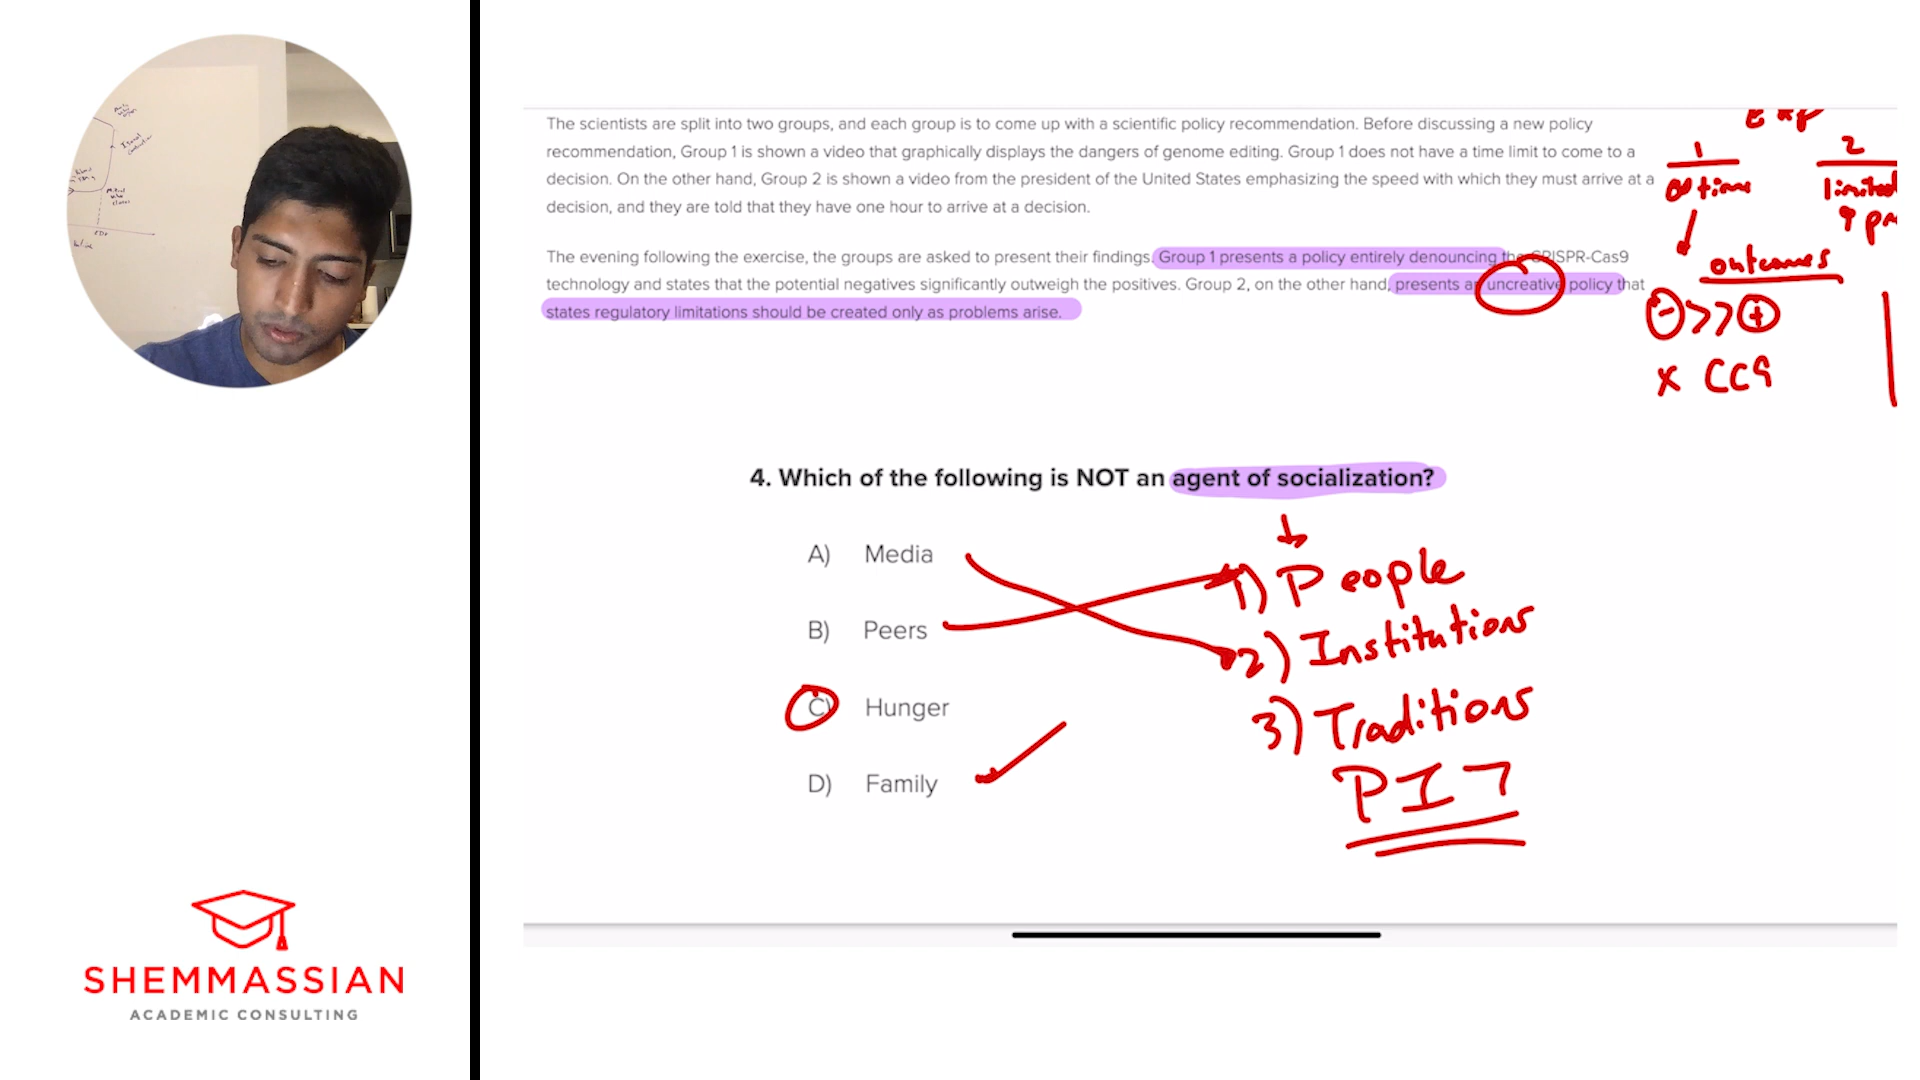 The scientists are split into two groups, and each group is to come up with a scientific policy recommendation. Before discussing a new policy
recommendation, Group 1 is shown a video that graphically displays the dangers of genome editing. Group 1 does not have a time limit to come to a
decision. On the other hand, Group 2 is shown a video from the president of the United States emphasizing the speed with which they must arrive at a
decision, and they are told that they have one hour to arrive at a decision.
The evening following the exercise, the groups are asked to present their findings. Group 1 presents a policy entirely denouncing the CRISPR-Cas9
technology and states that the potential negatives significantly outweigh the positives. Group 2, on the other hand, presents an uncreative policy that
states regulatory limitations should be created only as problems arise.
1
2
∞ time
limited
outcomes
- >> +
x CC9
4. Which of the following is NOT an agent of socialization?
A) Media
B) Peers
C) Hunger
D) Family
1) People
2) Institutions
3) Traditions
PIT
SHEMMASSIAN
ACADEMIC CONSULTING